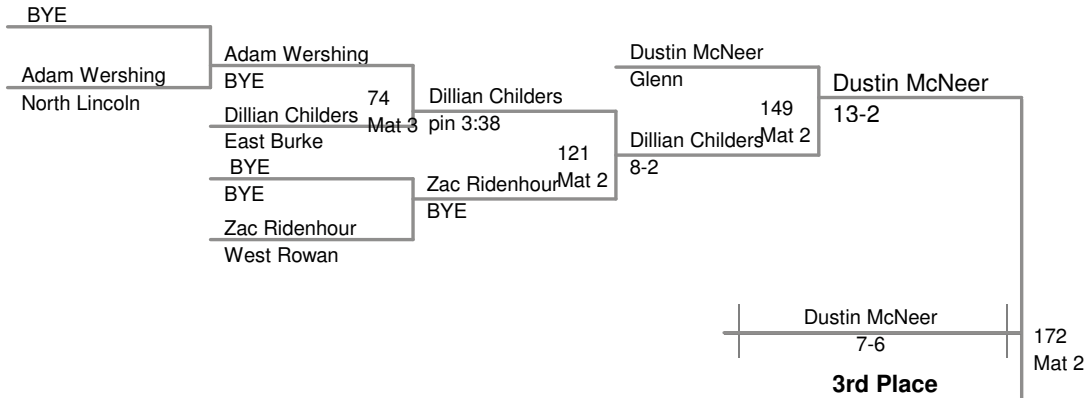 BYE
Adam Wershing
North Lincoln
Adam Wershing
BYE
74
Mat 3
Dillian Childers
East Burke
BYE
BYE
Zac Ridenhour
West Rowan
Dillian Childers
pin 3:38
121
Mat 2
Zac Ridenhour
BYE
Dustin McNeer
Glenn
149
Mat 2
Dillian Childers
8-2
Dustin McNeer
13-2
Dustin McNeer
7-6
3rd Place
172
Mat 2